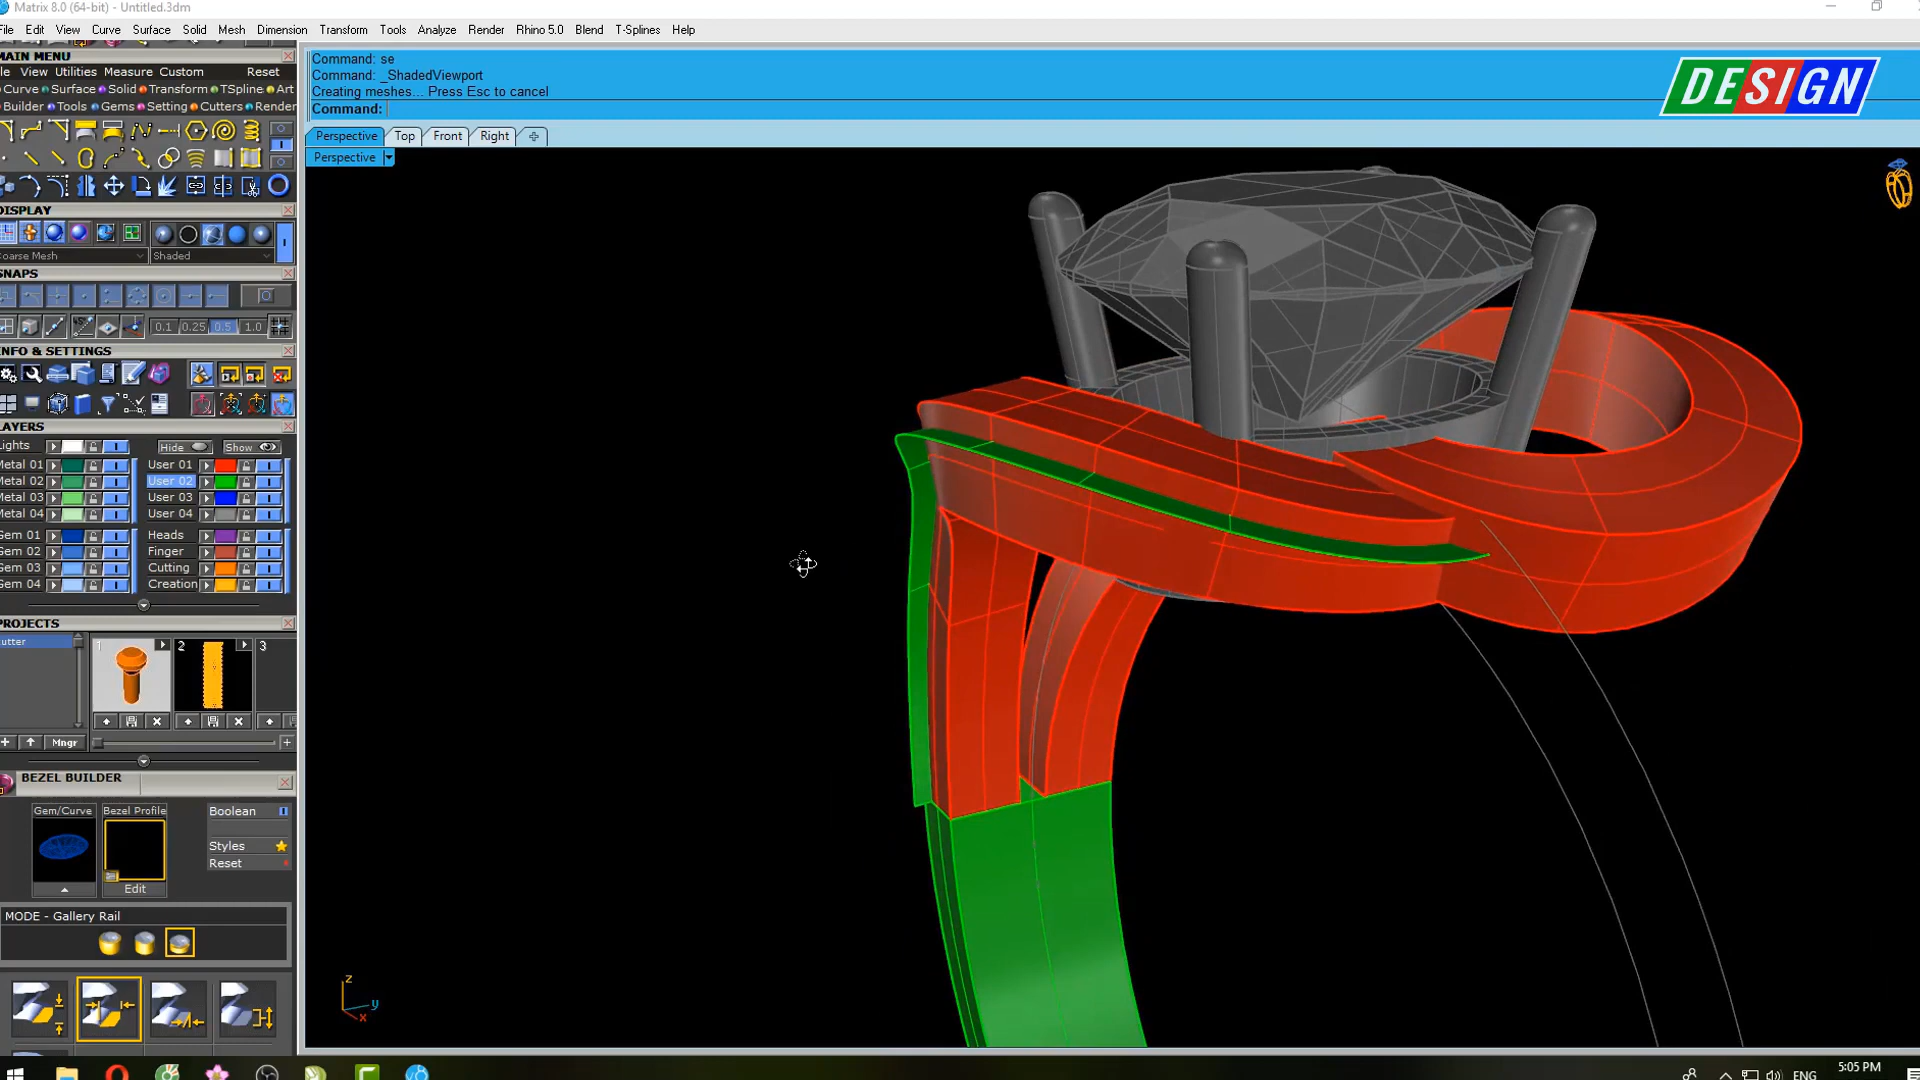 Matrix 8.0 (64-bit) - Untitled.3dm
File Edit View Curve Surface Solid Mesh Dimension Transform Tools Analyze Render Rhino 5.0 Blend T-Splines Help
MAIN MENU
le View Utilities Measure Custom Reset
Curve Surface Solid Transform TSpline Art
Builder Tools Gems Setting Cutters Render
DISPLAY
Coarse Mesh Shaded
SNAPS
0.1 0.25 0.5 1.0
INFO & SETTINGS
LAYERS
Lights Hide Show
Metal 01 User 01
Metal 02 User 02
Metal 03 User 03
Metal 04 User 04
Gem 01 Heads
Gem 02 Finger
Gem 03 Cutting
Gem 04 Creation
PROJECTS
utter 1 2 3
Mngr
BEZEL BUILDER
Gem/Curve Bezel Profile Boolean
Styles
Reset
Edit
MODE - Gallery Rail
Command: se
Command: _ShadedViewport
Creating meshes... Press Esc to cancel
Command:
DESIGN
Perspective Top Front Right
Perspective
z
y
x
ENG
5:05 PM